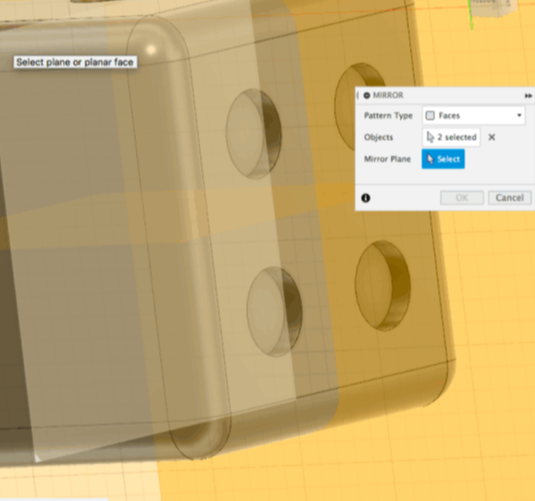 Select plane or planar face
MIRROR
Pattern Type
Faces
Objects
2 selected
Mirror Plane
Select
OK
Cancel